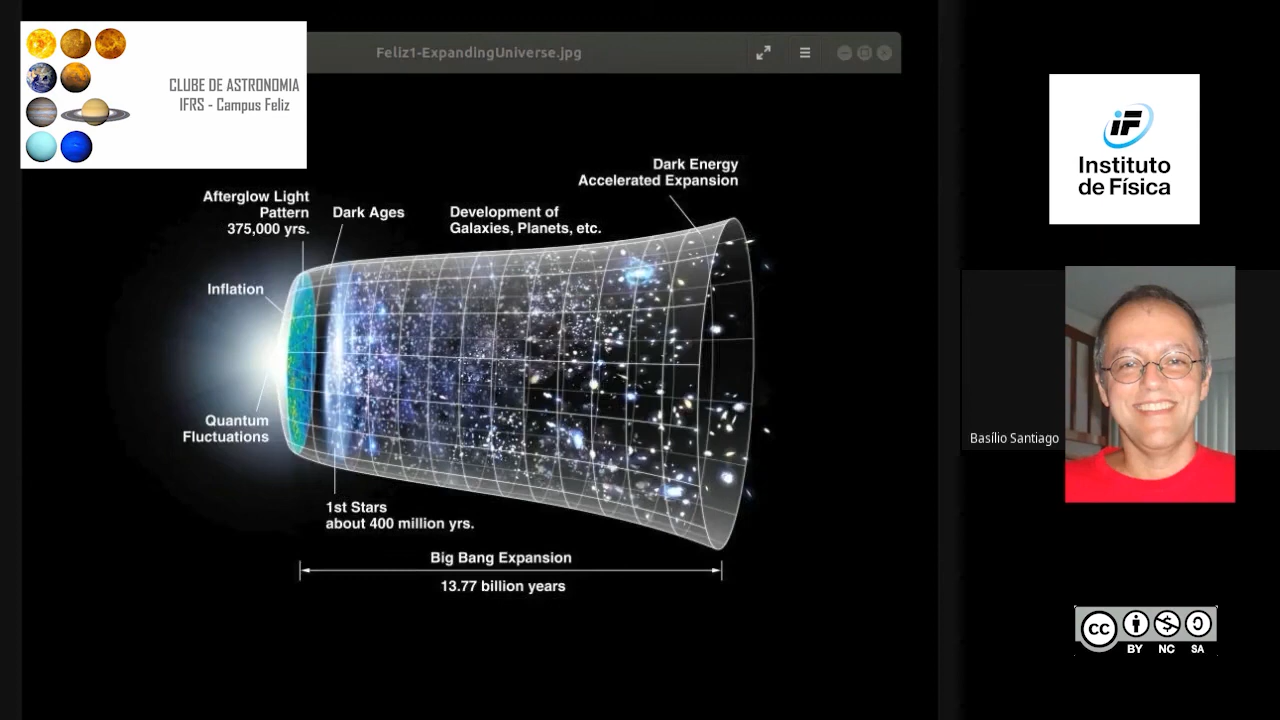 CLUBE DE ASTRONOMIA
IFRS - Campus Feliz
Feliz1-ExpandingUniverse.jpg
Dark Energy
Accelerated Expansion
Afterglow Light
Pattern
375,000 yrs.
Dark Ages
Development of
Galaxies, Planets, etc.
Inflation
Quantum
Fluctuations
1st Stars
about 400 million yrs.
Big Bang Expansion
13.77 billion years
iF
Instituto
de Física
Basílio Santiago
cc
BY NC SA